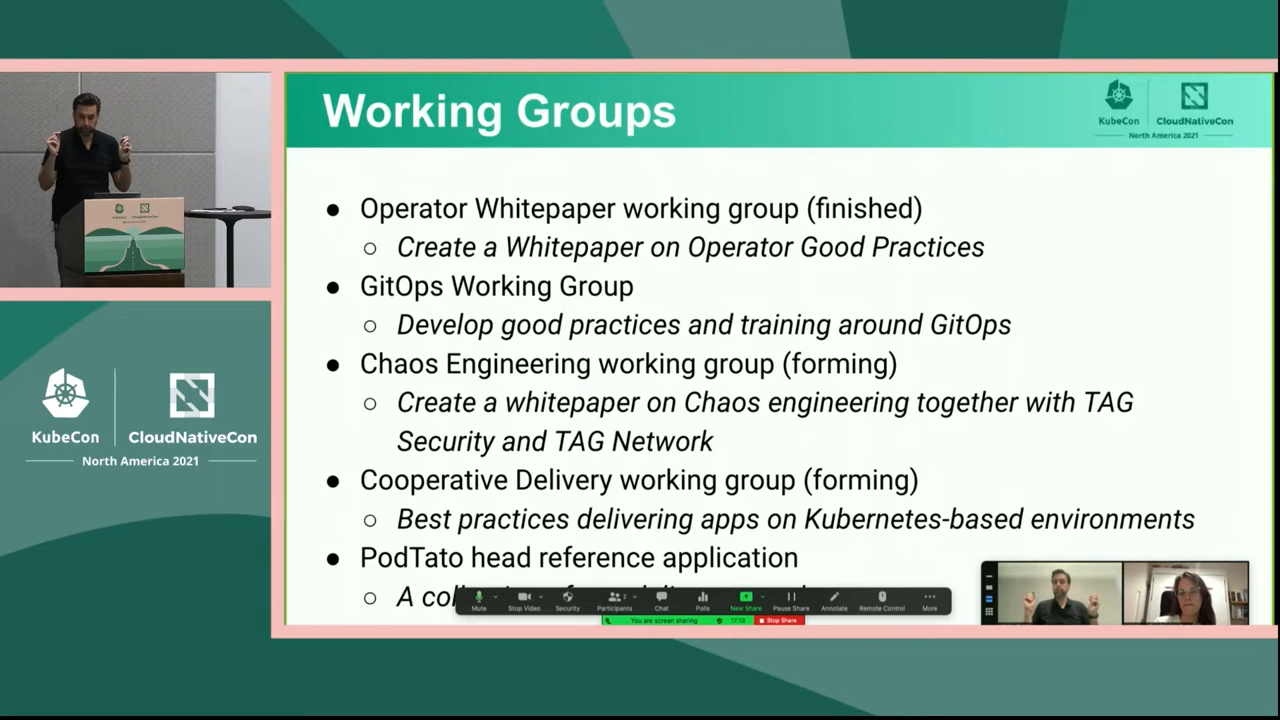 Working Groups
KubeCon
CloudNativeCon
North America 2021
● Operator Whitepaper working group (finished)
○ Create a Whitepaper on Operator Good Practices
● GitOps Working Group
○ Develop good practices and training around GitOps
● Chaos Engineering working group (forming)
○ Create a whitepaper on Chaos engineering together with TAG
Security and TAG Network
● Cooperative Delivery working group (forming)
○ Best practices delivering apps on Kubernetes-based environments
● PodTato head reference application
○ A
Mute
Stop Video
Security
Participants
2
Chat
Polls
New Share
Pause Share
Annotate
Remote Control
More
You are screen sharing
17:18
Stop Share
KubeCon
CloudNativeCon
North America 2021